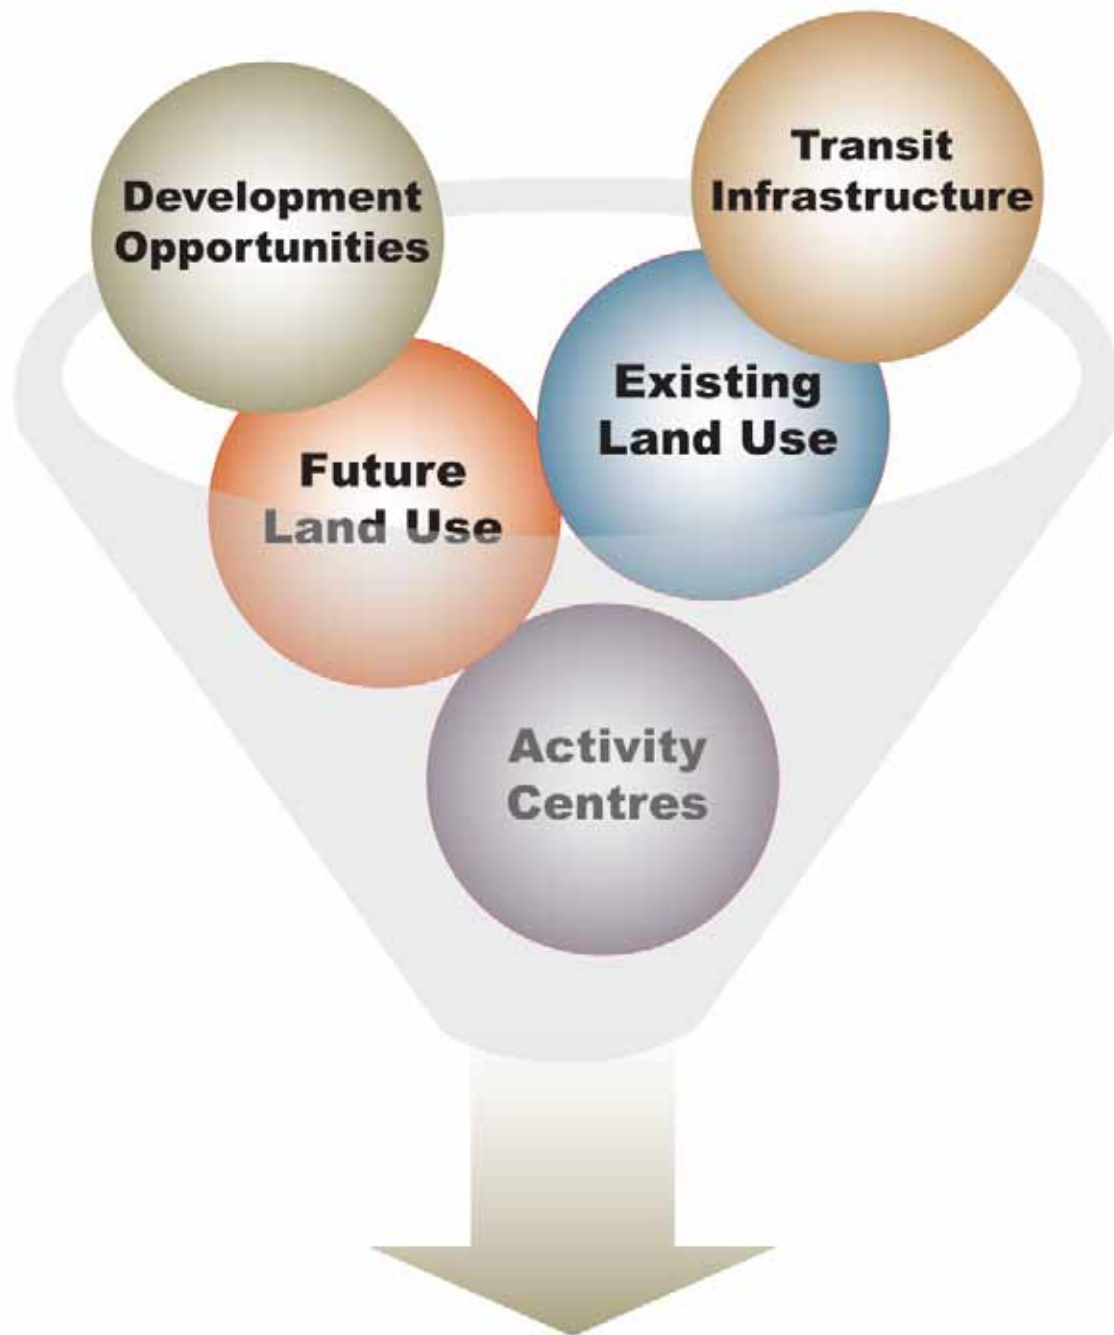 Development
Opportunities
Transit
Infrastructure
Existing
Land Use
Future
Land Use
Activity
Centres